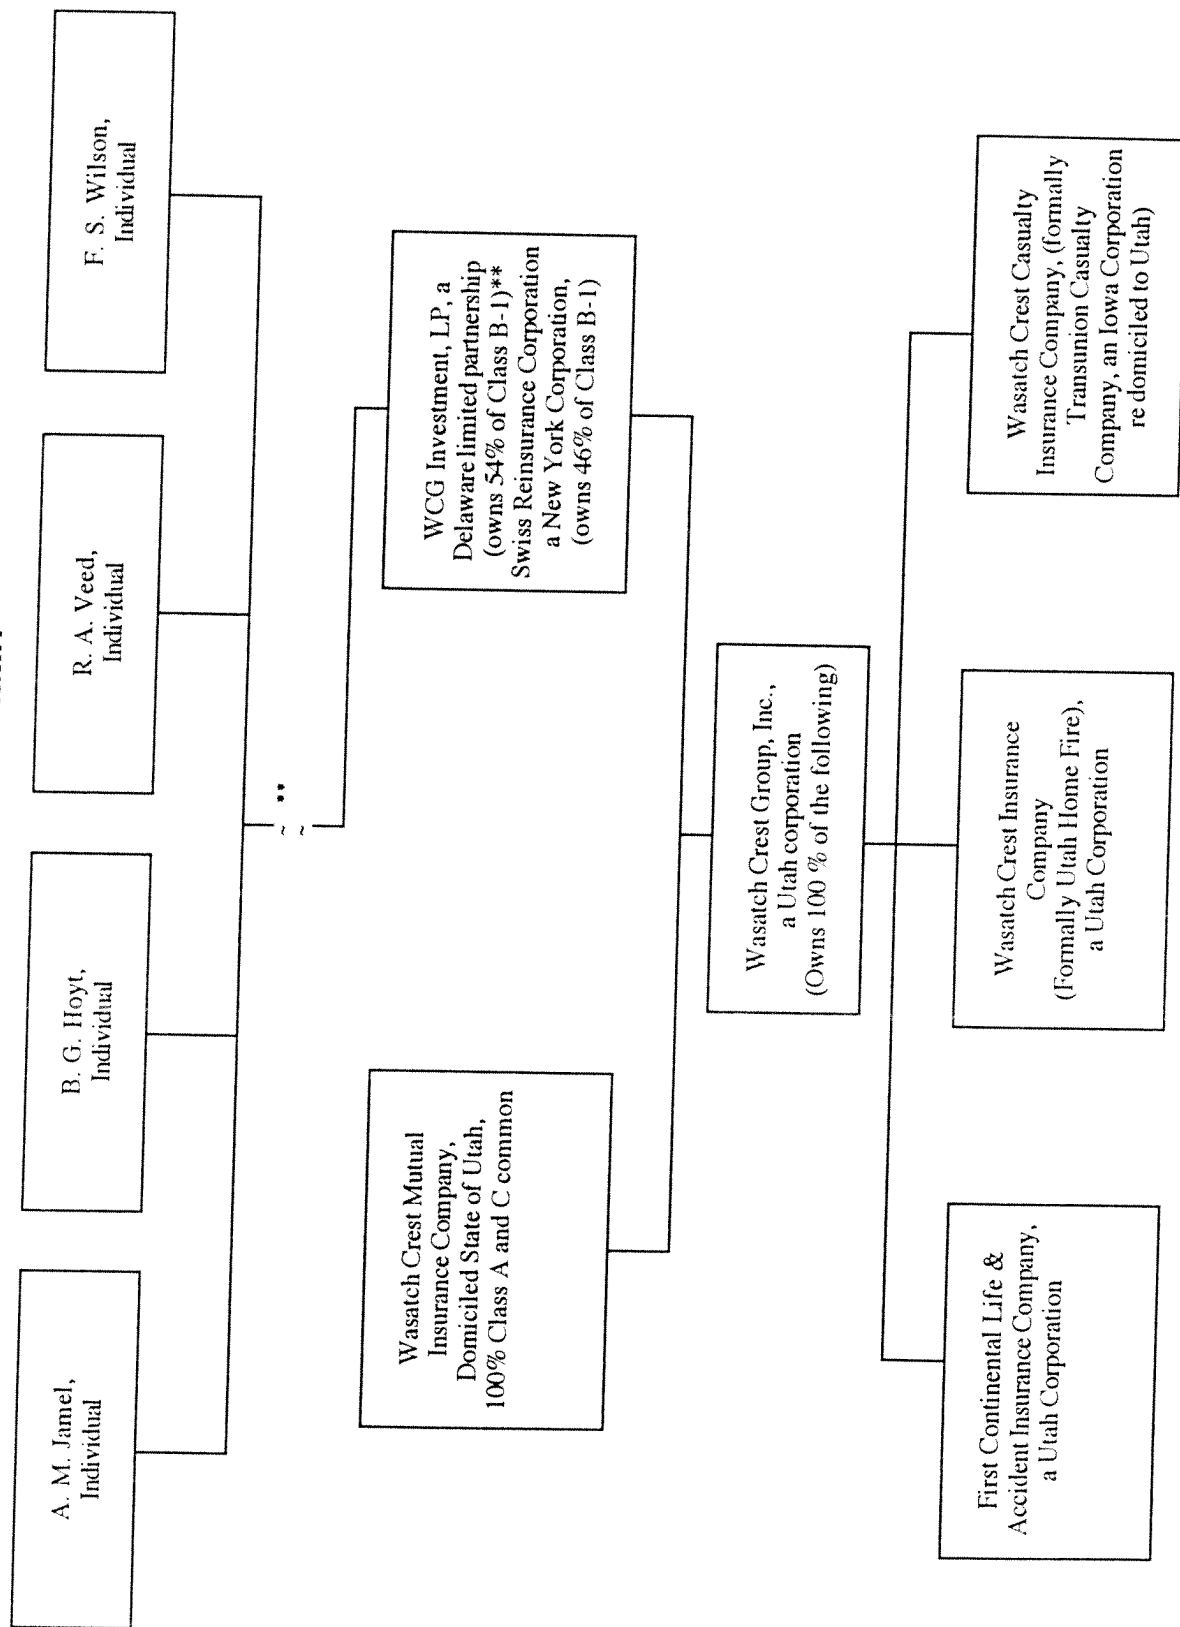 A. M. Jamel,
Individual
B. G. Hoyt,
Individual
R. A. Veed,
Individual
F. S. Wilson,
Individual
**
~
~
Wasatch Crest Mutual
Insurance Company,
Domiciled State of Utah,
100% Class A and C common
WCG Investment, LP, a
Delaware limited partnership
(owns 54% of Class B-1)**
Swiss Reinsurance Corporation
a New York Corporation,
(owns 46% of Class B-1)
Wasatch Crest Group, Inc.,
a Utah corporation
(Owns 100 % of the following)
First Continental Life &
Accident Insurance Company,
a Utah Corporation
Wasatch Crest Insurance
Company
(Formally Utah Home Fire),
a Utah Corporation
Wasatch Crest Casualty
Insurance Company, (formally
Transunion Casualty
Company, an Iowa Corporation
re domiciled to Utah)